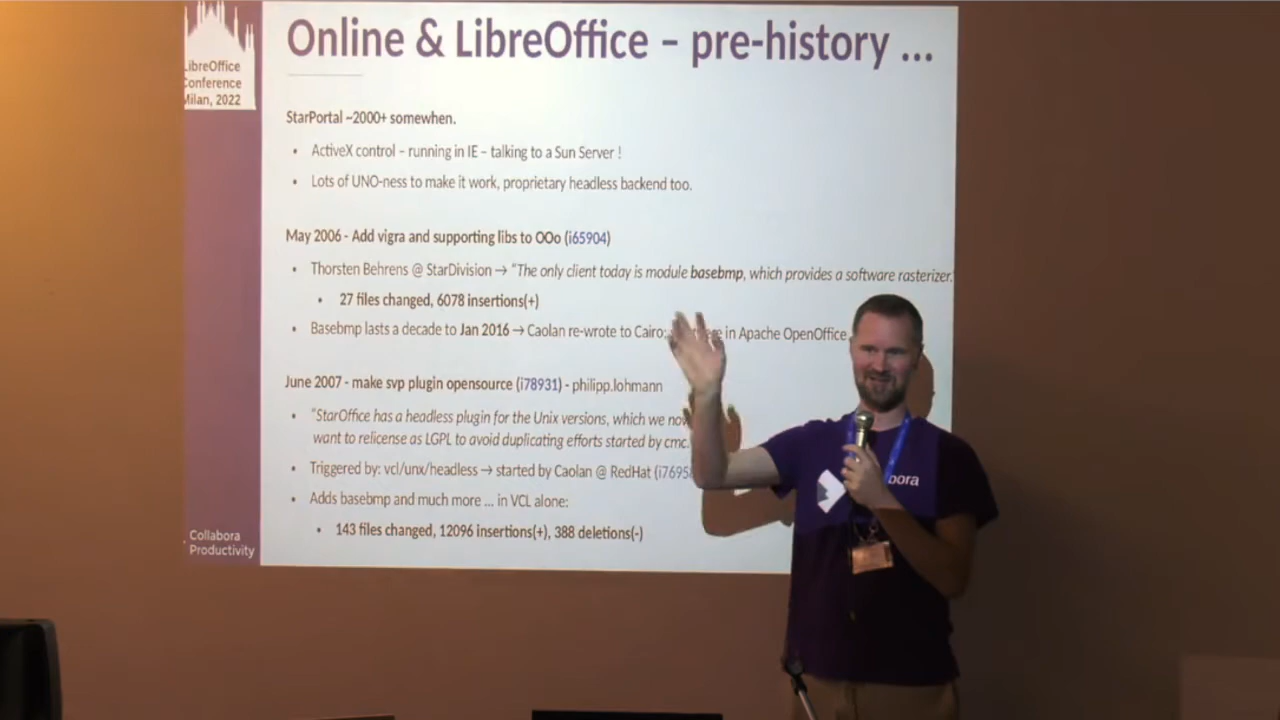 Online & LibreOffice – pre-history ...
LibreOffice
Conference
Milan, 2022
StarPortal ~2000+ somewhen.
• ActiveX control – running in IE – talking to a Sun Server !
• Lots of UNO-ness to make it work, proprietary headless backend too.
May 2006 - Add vigra and supporting libs to OOo (i65904)
• Thorsten Behrens @ StarDivision → "The only client today is module basebmp, which provides a software rasterizer.
• 27 files changed, 6078 insertions(+)
• Basebmp lasts a decade to Jan 2016 → Caolan re-wrote to Cairo: in Apache OpenOffice
June 2007 - make svp plugin opensource (i78931) - philipp.lohmann
• "StarOffice has a headless plugin for the Unix versions, which we now
want to relicense as LGPL to avoid duplicating efforts started by cmc.
• Triggered by: vcl/unx/headless → started by Caolan @ RedHat (i7695
• Adds basebmp and much more ... in VCL alone:
• 143 files changed, 12096 insertions(+), 388 deletions(-)
Collabora
Productivity
bora